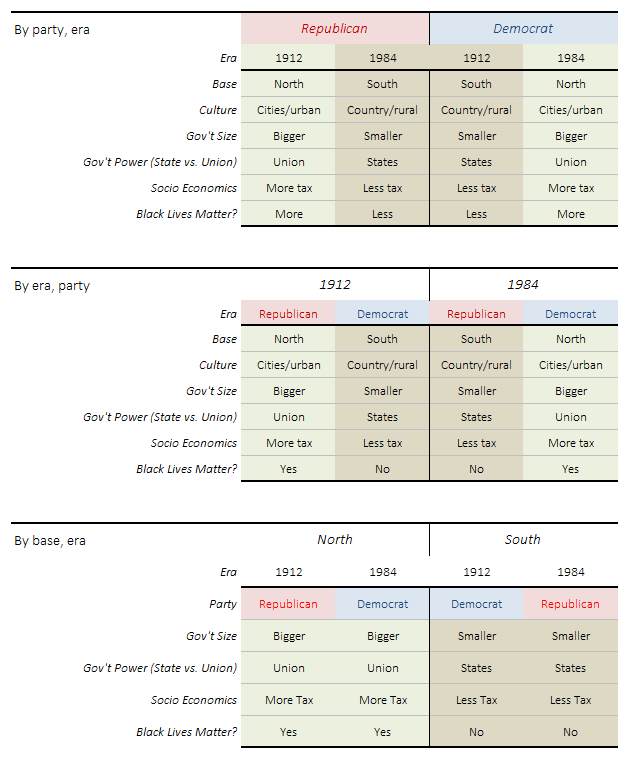 By party, era Republican Democrat
Era 1912 1984 1912 1984
Base North South South North
Culture Cities/urban Country/rural Country/rural Cities/urban
Gov't Size Bigger Smaller Smaller Bigger
Gov't Power (State vs. Union) Union States States Union
Socio Economics More tax Less tax Less tax More tax
Black Lives Matter? More Less Less More
By era, party 1912 1984
Era Republican Democrat Republican Democrat
Base North South South North
Culture Cities/urban Country/rural Country/rural Cities/urban
Gov't Size Bigger Smaller Smaller Bigger
Gov't Power (State vs. Union) Union States States Union
Socio Economics More tax Less tax Less tax More tax
Black Lives Matter? Yes No No Yes
By base, era North South
Era 1912 1984 1912 1984
Party Republican Democrat Democrat Republican
Gov't Size Bigger Bigger Smaller Smaller
Gov't Power (State vs. Union) Union Union States States
Socio Economics More Tax More Tax Less Tax Less Tax
Black Lives Matter? Yes Yes No No